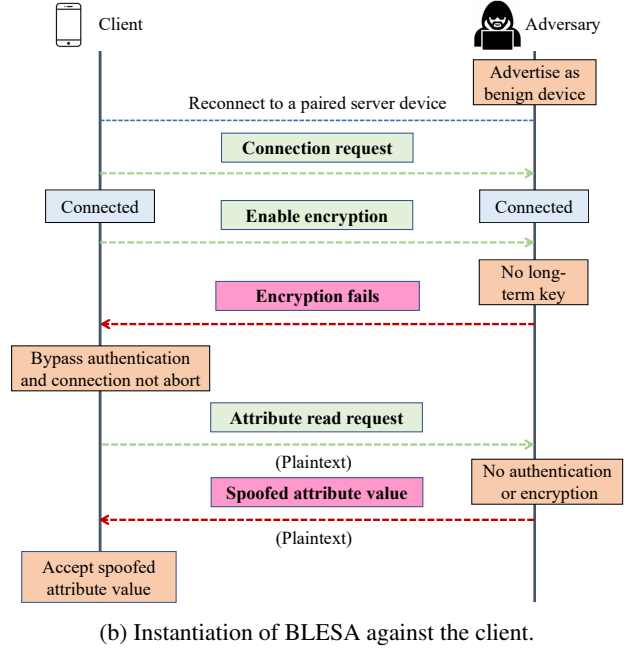 Client
Adversary
Advertise as
benign device
Reconnect to a paired server device
Connection request
Connected
Connected
Enable encryption
No long-
term key
Encryption fails
Bypass authentication
and connection not abort
Attribute read request
(Plaintext)
No authentication
or encryption
Spoofed attribute value
(Plaintext)
Accept spoofed
attribute value
(b) Instantiation of BLESA against the client.